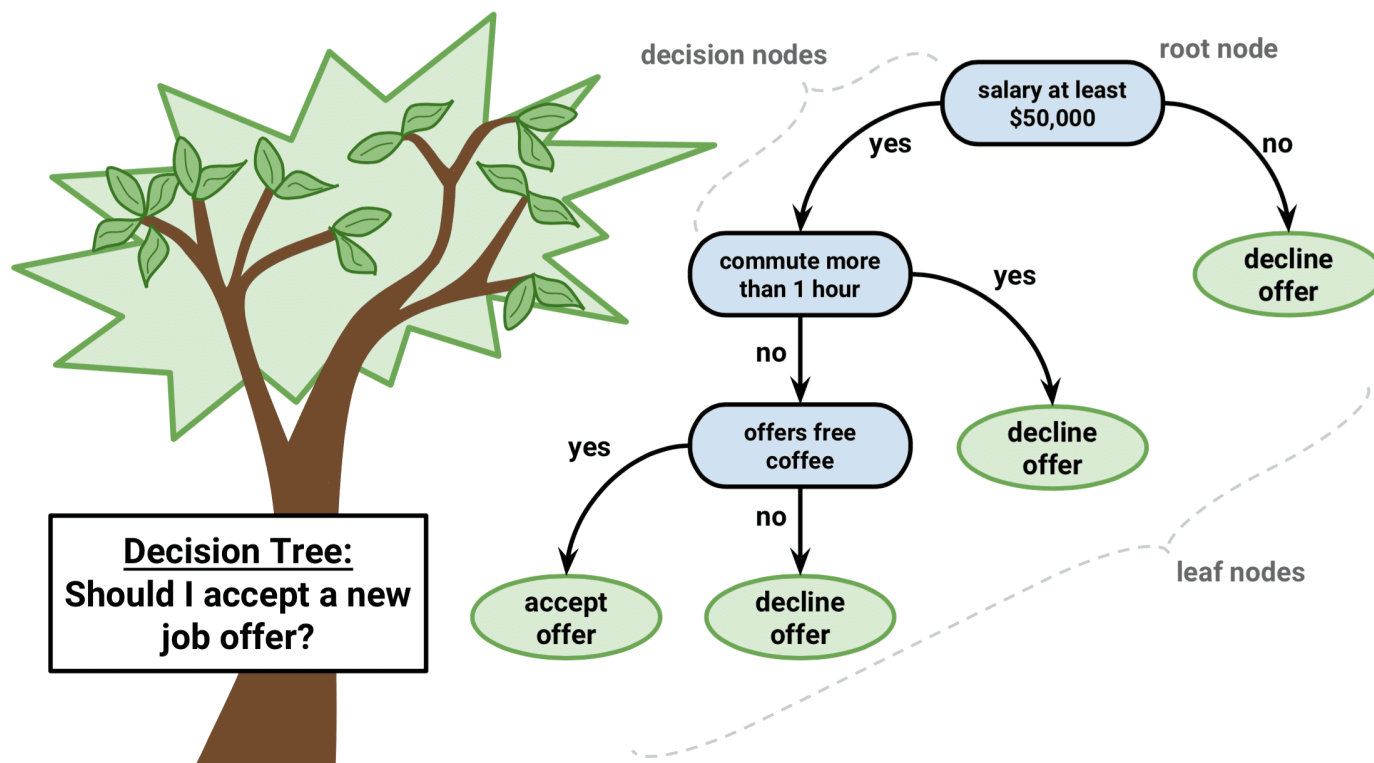 decision nodes
root node
salary at least
$50,000
yes
no
commute more
than 1 hour
yes
decline
offer
no
offers free
coffee
decline
offer
yes
no
accept
offer
decline
offer
leaf nodes
Decision Tree:
Should I accept a new
job offer?